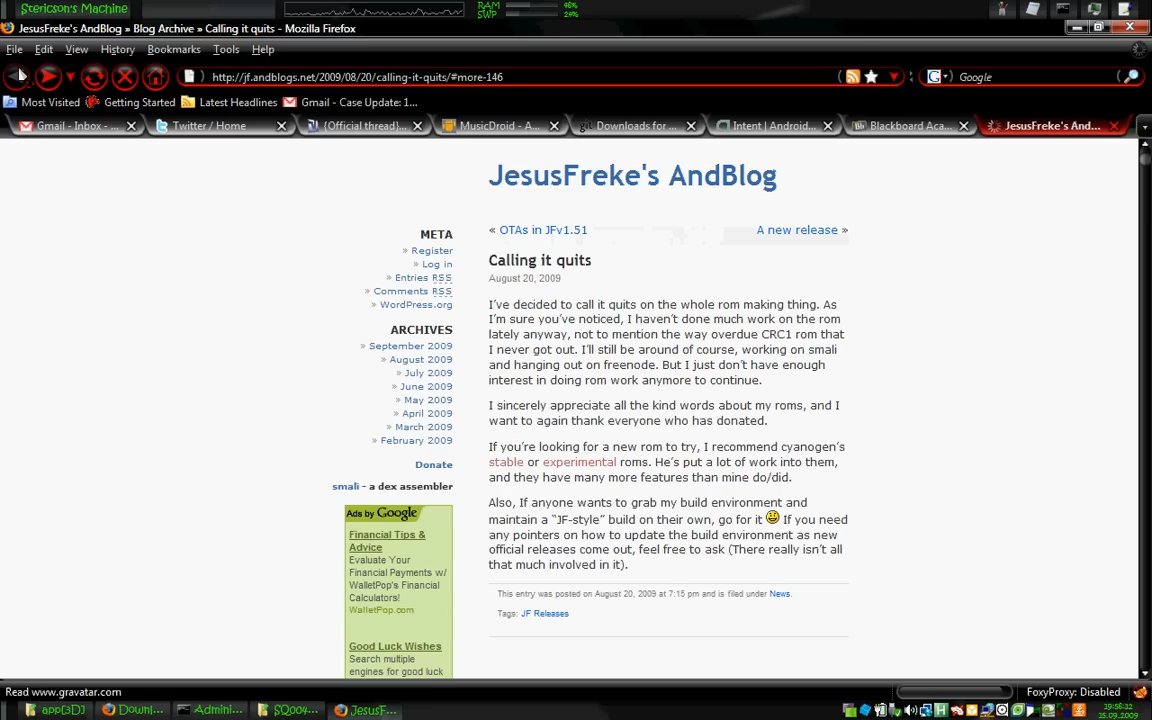 Stericson's Machine
RAM 46%
SWP 24%
JesusFreke's AndBlog » Blog Archive » Calling it quits - Mozilla Firefox
File Edit View History Bookmarks Tools Help
http://jf.andblogs.net/2009/08/20/calling-it-quits/#more-146
Google
Most Visited Getting Started Latest Headlines Gmail - Case Update: 1...
Gmail - Inbox - ... Twitter / Home {Official thread}... MusicDroid - A... Downloads for ... Intent | Android... Blackboard Aca... JesusFreke's And...
JesusFreke's AndBlog
« OTAs in JFv1.51 A new release »
META
» Register
» Log in
» Entries RSS
» Comments RSS
» WordPress.org
ARCHIVES
» September 2009
» August 2009
» July 2009
» June 2009
» May 2009
» April 2009
» March 2009
» February 2009
Donate
smali - a dex assembler
Ads by Google
Financial Tips &
Advice
Evaluate Your
Financial Payments w/
WalletPop's Financial
Calculators!
WalletPop.com
Good Luck Wishes
Search multiple
engines for good luck
Calling it quits
August 20, 2009
I've decided to call it quits on the whole rom making thing. As
I'm sure you've noticed, I haven't done much work on the rom
lately anyway, not to mention the way overdue CRC1 rom that
I never got out. I'll still be around of course, working on smali
and hanging out on freenode. But I just don't have enough
interest in doing rom work anymore to continue.
I sincerely appreciate all the kind words about my roms, and I
want to again thank everyone who has donated.
If you're looking for a new rom to try, I recommend cyanogen's
stable or experimental roms. He's put a lot of work into them,
and they have many more features than mine do/did.
Also, If anyone wants to grab my build environment and
maintain a "JF-style" build on their own, go for it If you need
any pointers on how to update the build environment as new
official releases come out, feel free to ask (There really isn't all
that much involved in it).
This entry was posted on August 20, 2009 at 7:15 pm and is filed under News.
Tags: JF Releases
Read www.gravatar.com
FoxyProxy: Disabled
app[3D] Downl... Admini... SQ004... JesusF...
19:56:22
15.09.2009